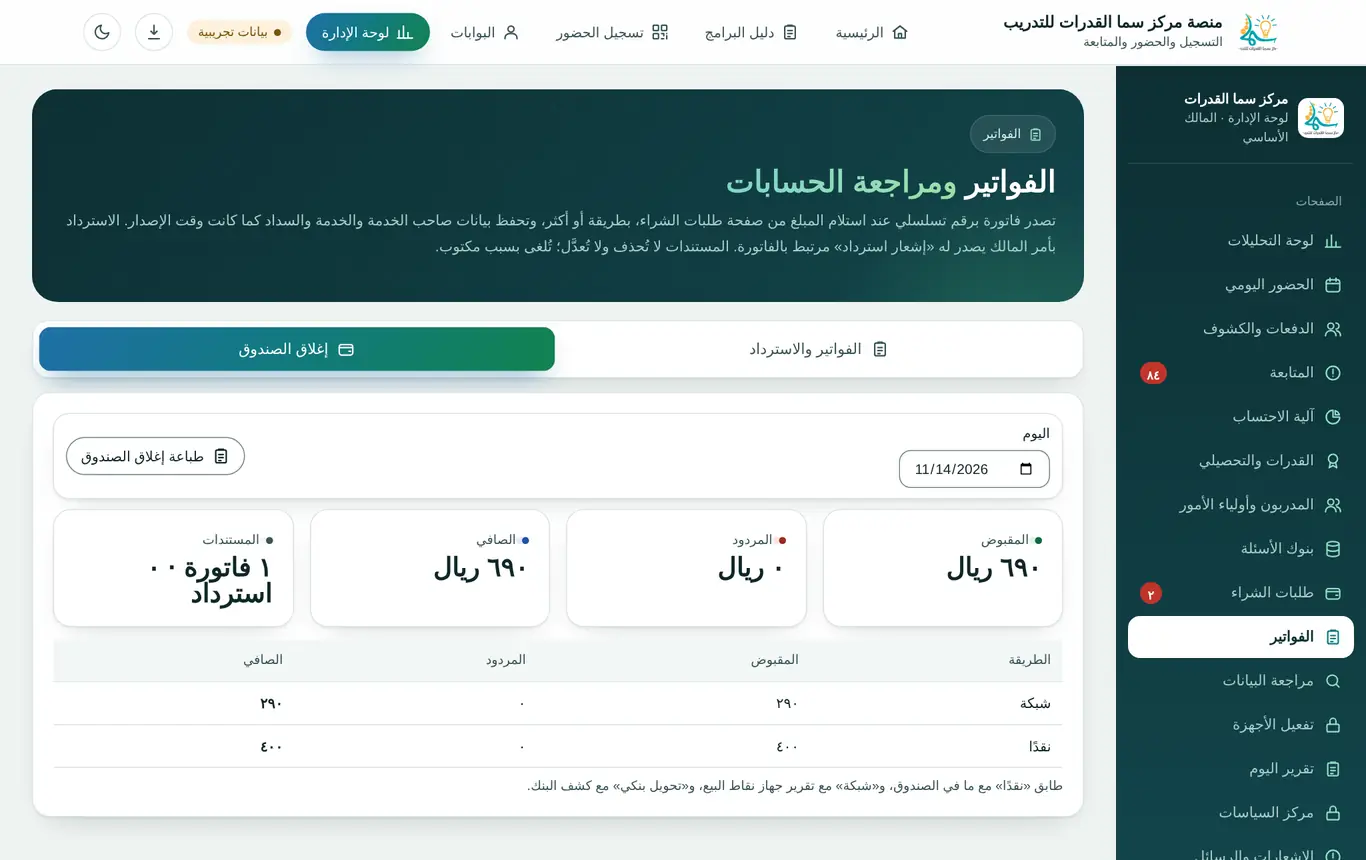 منصة مركز سما القدرات للتدريب
التسجيل والحضور والمتابعة
الرئيسية
دليل البرامج
تسجيل الحضور
البوابات
لوحة الإدارة
بيانات تجريبية
مركز سما القدرات
لوحة الإدارة · المالك
الأساسي
الصفحات
لوحة التحليلات
الحضور اليومي
الدفعات والكشوف
المتابعة
٨٤
آلية الاحتساب
القدرات والتحصيلي
المدربون وأولياء الأمور
بنوك الأسئلة
طلبات الشراء
٢
الفواتير
مراجعة البيانات
تفعيل الأجهزة
تقرير اليوم
مركز السياسات
الإشعارات والرسائل
الفواتير
الفواتير ومراجعة الحسابات
تصدر فاتورة برقم تسلسلي عند استلام المبلغ من صفحة طلبات الشراء، بطريقة أو أكثر، وتحفظ بيانات صاحب الخدمة والخدمة والسداد كما كانت وقت الإصدار. الاسترداد
بأمر المالك يصدر له «إشعار استرداد» مرتبط بالفاتورة. المستندات لا تُحذف ولا تُعدَّل؛ تُلغى بسبب مكتوب.
الفواتير والاسترداد
إغلاق الصندوق
اليوم
11/14/2026
طباعة إغلاق الصندوق
المقبوض
٦٩٠ ريال
المردود
٠ ريال
الصافي
٦٩٠ ريال
المستندات
١ فاتورة · ٠
استرداد
الطريقة المقبوض المردود الصافي
شبكة ٢٩٠ ٠ ٢٩٠
نقدًا ٤٠٠ ٠ ٤٠٠
طابق «نقدًا» مع ما في الصندوق، و«شبكة» مع تقرير جهاز نقاط البيع، و«تحويل بنكي» مع كشف البنك.